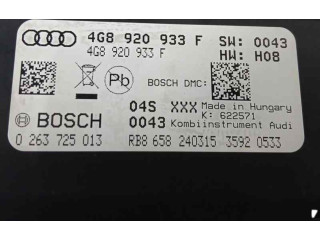 4G8 920 933 F SW: 0043
4G8 920 933 F HW: H08
Pb BOSCH DMC:
04S XXX Made in Hungary
BOSCH 0043 K: 622571
Kombiinstrument Audi
0 263 725 013 RB8 658 240315 3592 0533